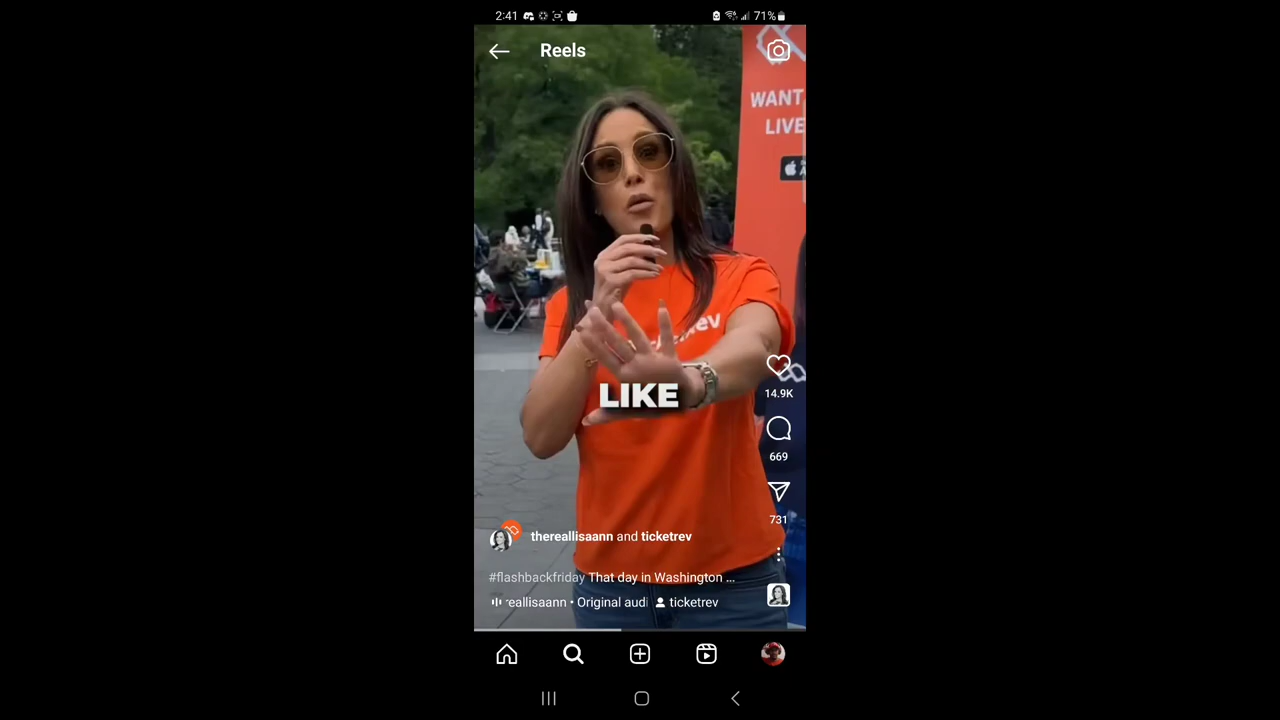 2:41
71%
Reels
WANT
LIVE
LIKE
14.9K
669
731
thereallisaann and ticketrev
#flashbackfriday That day in Washington ...
eallisaann • Original audi ticketrev